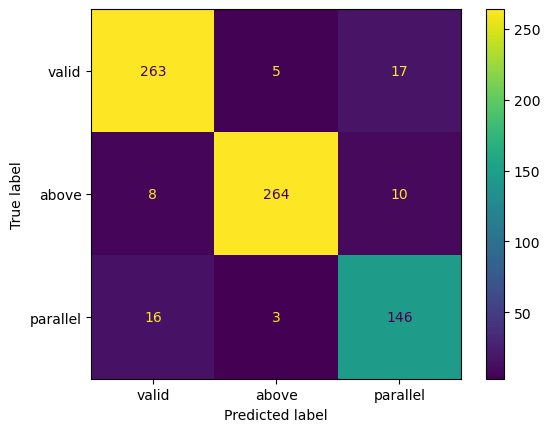 True label
valid
above
parallel
263 5 17
8 264 10
16 3 146
valid above parallel
Predicted label
250
200
150
100
50